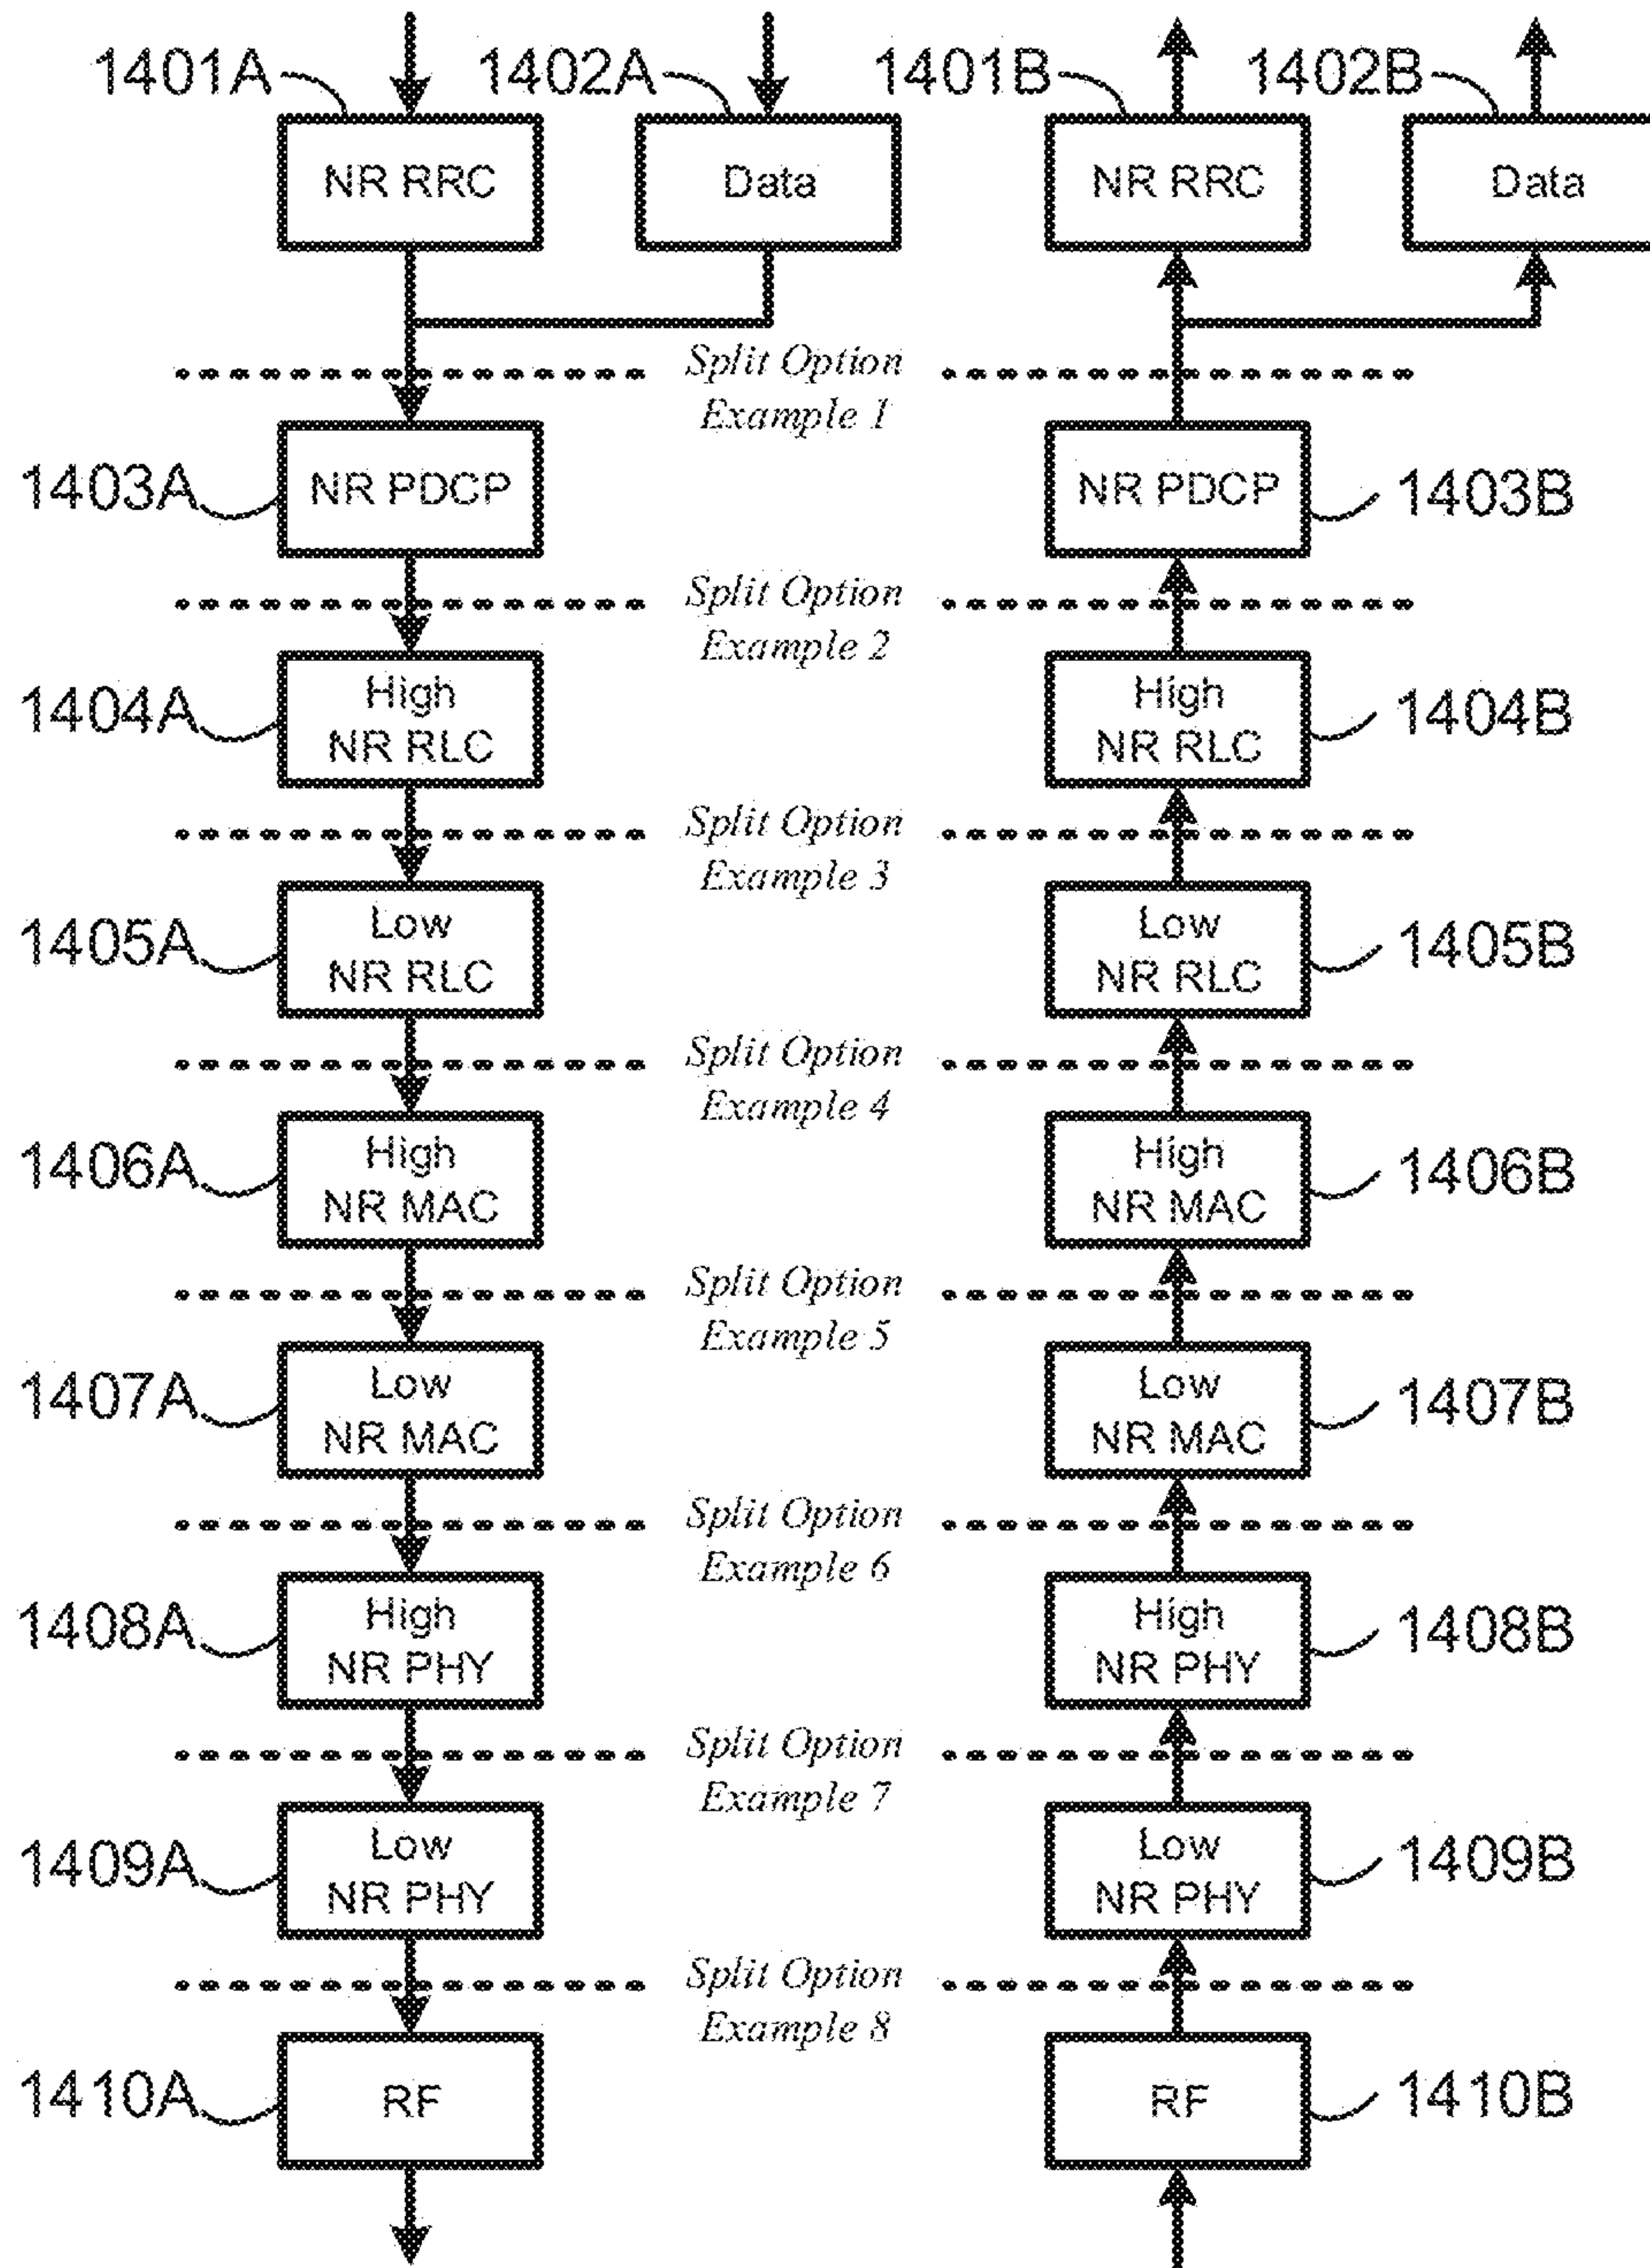 1401A 1402A 1401B 1402B
NR RRC Data NR RRC Data
Split Option
Example 1
1403A NR PDCP NR PDCP 1403B
Split Option
Example 2
1404A High NR RLC High NR RLC 1404B
Split Option
Example 3
1405A Low NR RLC Low NR RLC 1405B
Split Option
Example 4
1406A High NR MAC High NR MAC 1406B
Split Option
Example 5
1407A Low NR MAC Low NR MAC 1407B
Split Option
Example 6
1408A High NR PHY High NR PHY 1408B
Split Option
Example 7
1409A Low NR PHY Low NR PHY 1409B
Split Option
Example 8
1410A RF RF 1410B